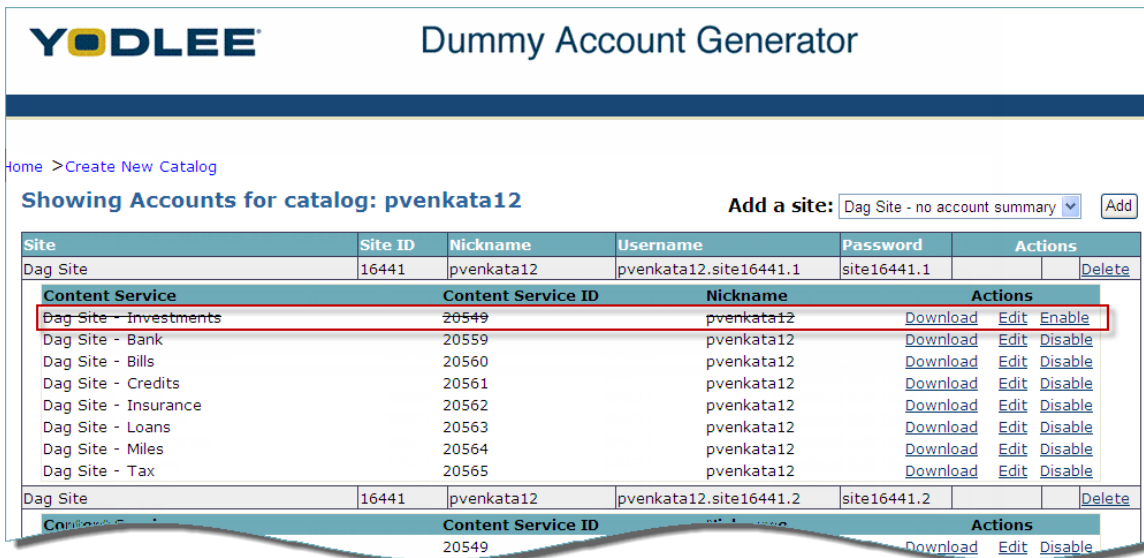 YODLEE Dummy Account Generator
Home >Create New Catalog
Showing Accounts for catalog: pvenkata12 Add a site: Dag Site - no account summary Add
Site Site ID Nickname Username Password Actions
Dag Site 16441 pvenkata12 pvenkata12.site16441.1 site16441.1 Delete
Content Service Content Service ID Nickname Actions
Dag Site - Investments 20549 pvenkata12 Download Edit Enable
Dag Site - Bank 20559 pvenkata12 Download Edit Disable
Dag Site - Bills 20560 pvenkata12 Download Edit Disable
Dag Site - Credits 20561 pvenkata12 Download Edit Disable
Dag Site - Insurance 20562 pvenkata12 Download Edit Disable
Dag Site - Loans 20563 pvenkata12 Download Edit Disable
Dag Site - Miles 20564 pvenkata12 Download Edit Disable
Dag Site - Tax 20565 pvenkata12 Download Edit Disable
Dag Site 16441 pvenkata12 pvenkata12.site16441.2 site16441.2 Delete
Content Service ID Actions
20549 Download Edit Disable